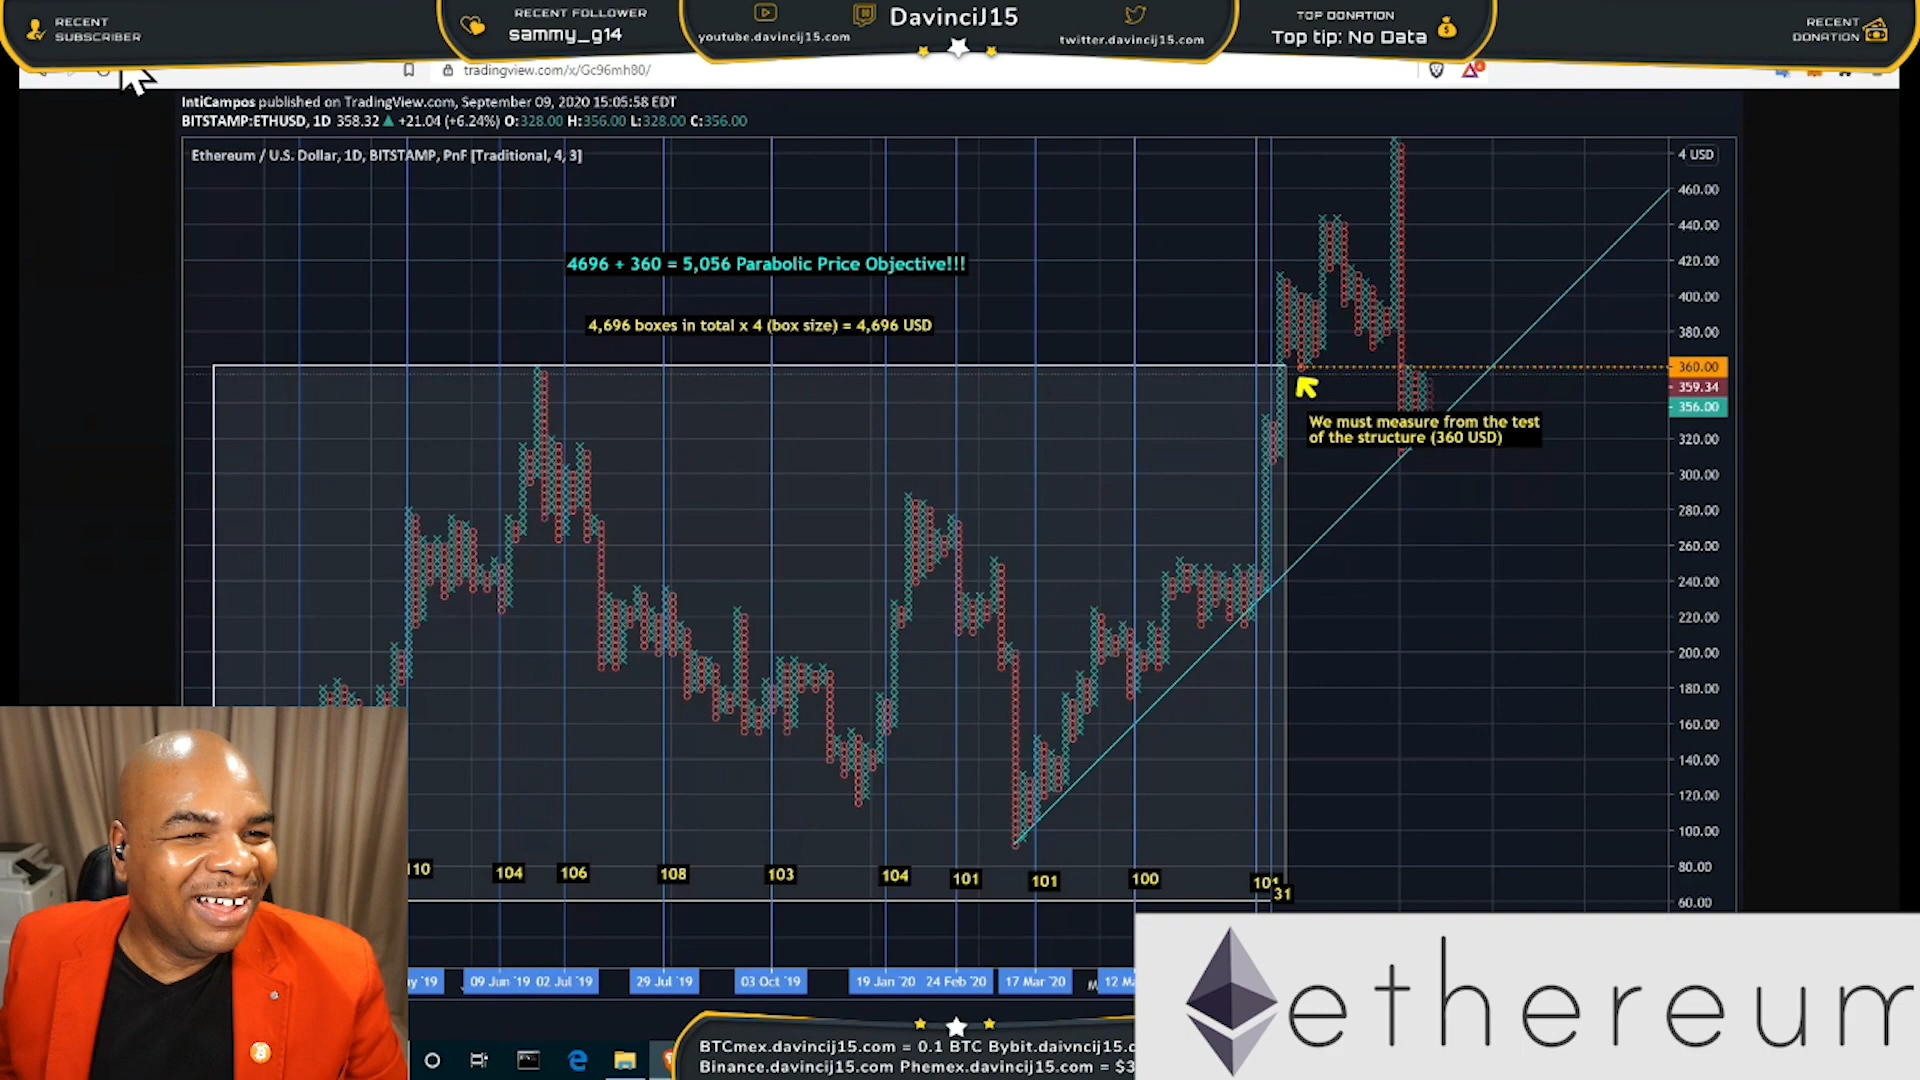 RECENT
SUBSCRIBER
RECENT FOLLOWER
sammy_g14
DavinciJ15
youtube.davincij15.com
twitter.davincij15.com
TOP DONATION
Top tip: No Data
RECENT
DONATION
tradingview.com/x/Gc96mh80/
IntiCampos published on TradingView.com, September 09, 2020 15:05:58 EDT
BITSTAMP:ETHUSD, 1D 358.32 ▲ +21.04 (+6.24%) O:328.00 H:356.00 L:328.00 C:356.00
Ethereum / U.S. Dollar, 1D, BITSTAMP, PnF [Traditional, 4, 3]
4 USD
460.00
440.00
420.00
400.00
380.00
360.00
359.34
356.00
320.00
300.00
280.00
260.00
240.00
220.00
200.00
180.00
160.00
140.00
120.00
100.00
80.00
60.00
4696 + 360 = 5,056 Parabolic Price Objective!!!
4,696 boxes in total x 4 (box size) = 4,696 USD
We must measure from the test
of the structure (360 USD)
110 104 106 108 103 104 101 101 100 101 31
y '19 09 Jun '19 02 Jul '19 29 Jul '19 03 Oct '19 19 Jan '20 24 Feb '20 17 Mar '20 12 M
ethereum
BTCmex.davincij15.com = 0.1 BTC Bybit.daivncij15.c
Binance.davincij15.com Phemex.davincij15.com = $3